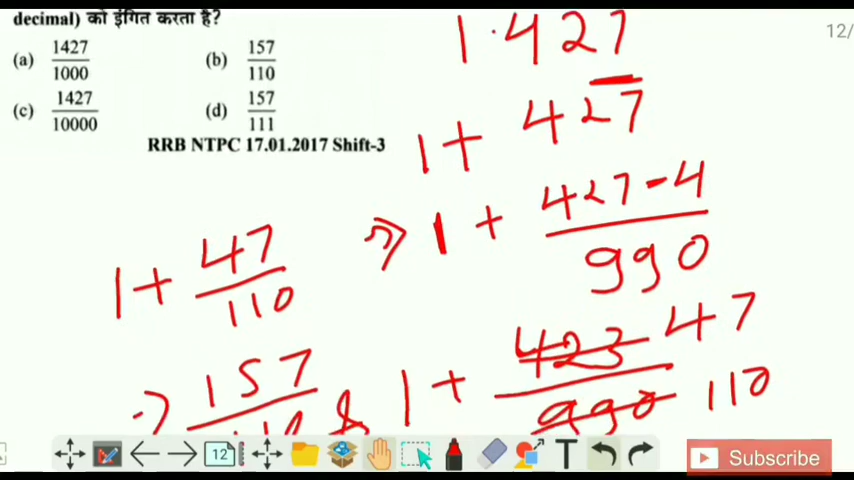 decimal) को इंगित करता है?
12/
(a) 1427/1000 (b) 157/110
(c) 1427/10000 (d) 157/111
RRB NTPC 17.01.2017 Shift-3
1.427
1 + 427
⇒ 1 + 427-4
990
1 + 423 47
990 110
1 + 47
110
⇒ 157
12
T
Subscribe